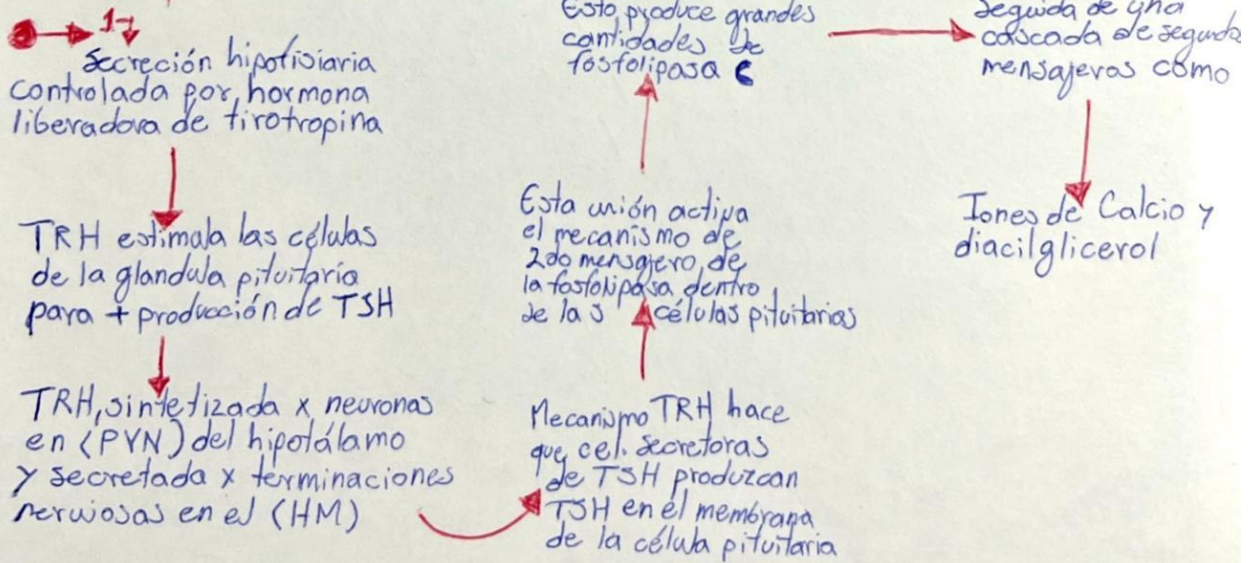 1-
Secreción hipofisiaria
controlada por hormona
liberadora de tirotropina
TRH estimala las células
de la glandula pituitaria
para + producción de TSH
TRH, sintetizada x neuronas
en (PVN) del hipotálamo
y secretada x terminaciones
nerviosas en el (HM)
Mecanismo TRH hace
que cel. secretoras
de TSH produzcan
TSH en el membrana
de la célula pituitaria
Esta unión activa
el mecanismo de
2do mensajero de
la fosfolipasa dentro
de las células pituitarias
Esto produce grandes
cantidades de
fosfolipasa C
Seguida de una
cascada de segundos
mensajeros como
Iones de Calcio y
diacilglicerol